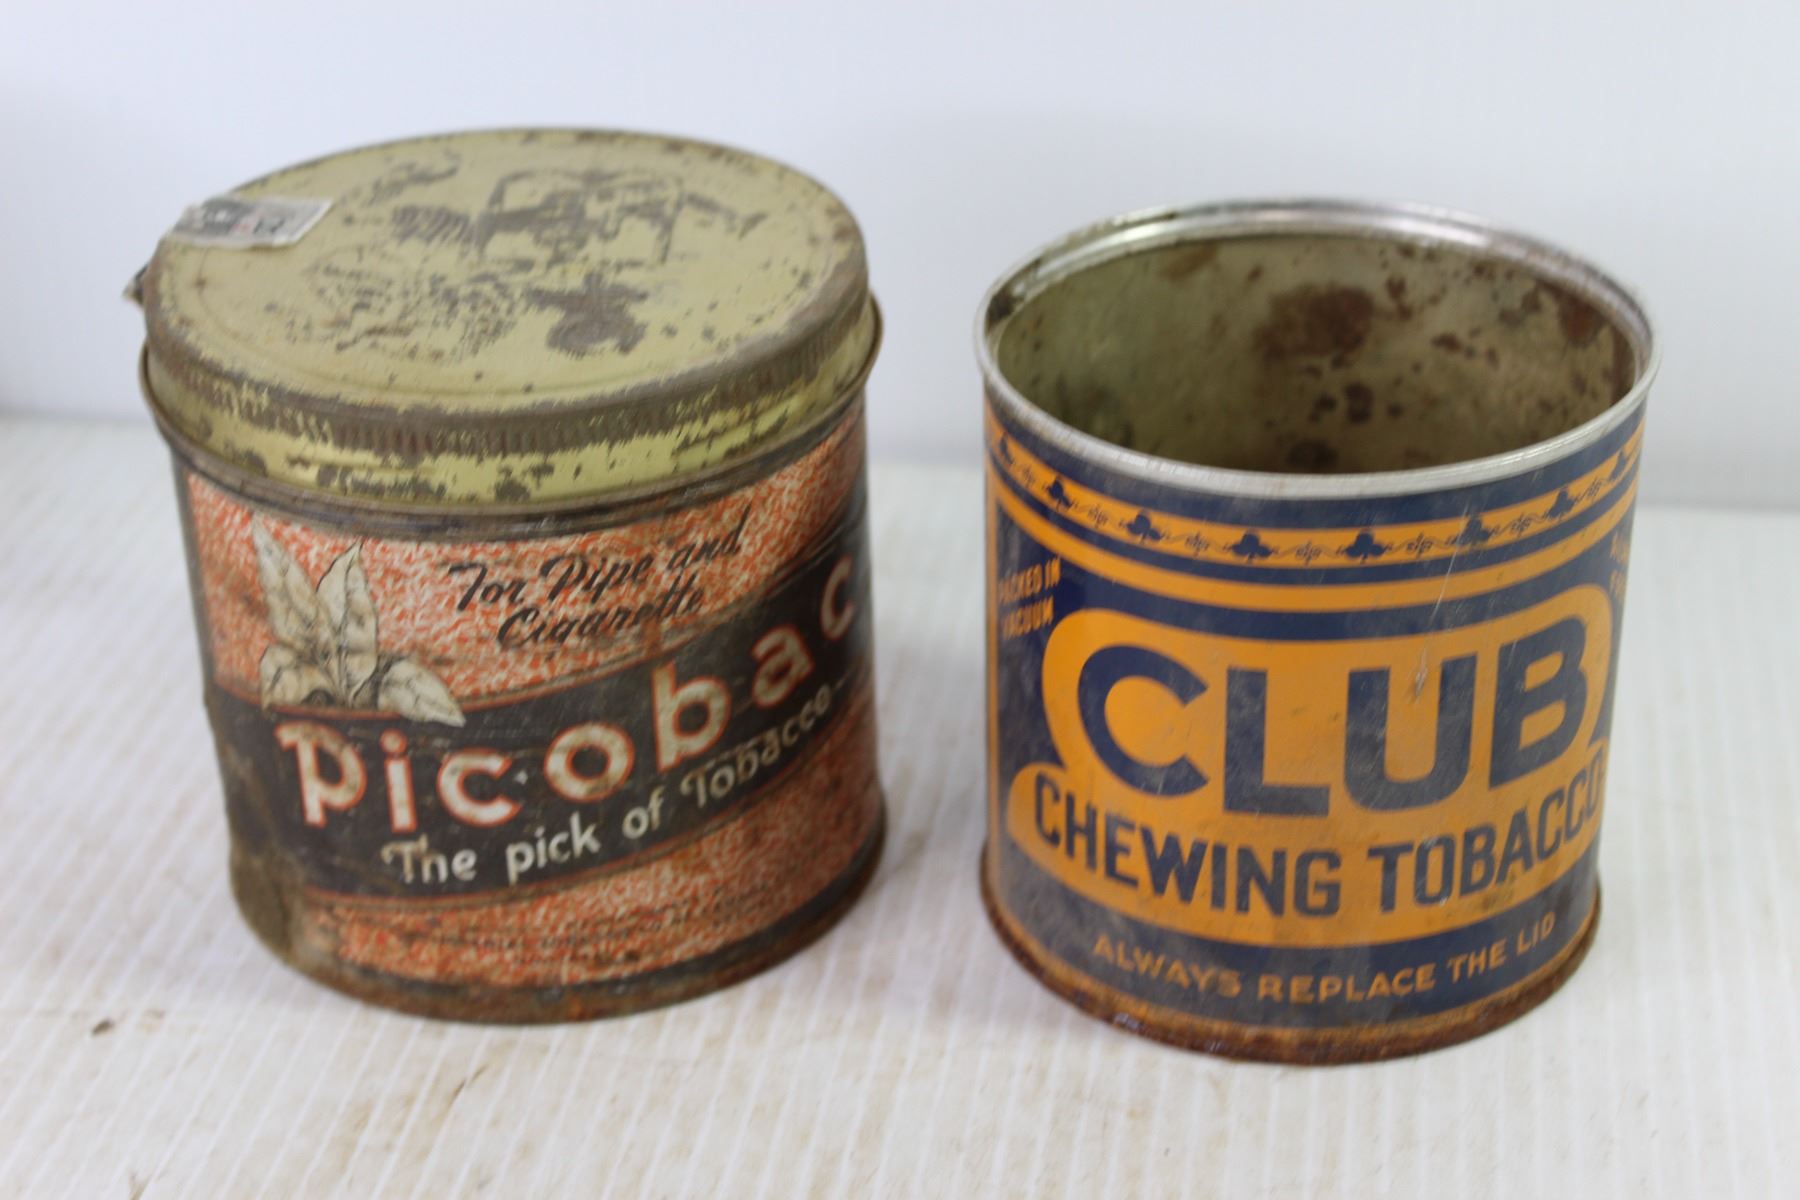 For Pipe and
Cigarette
Picobac
The pick of Tobacco
PACKED IN
VACUUM
CLUB
CHEWING TOBACCO
ALWAYS REPLACE THE LID